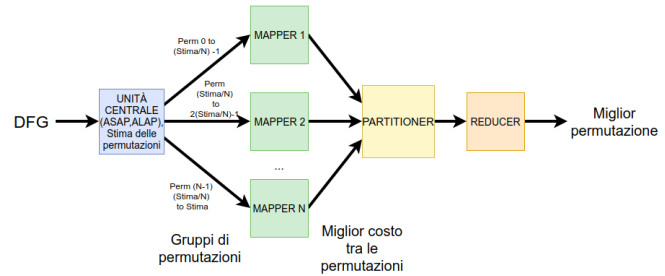 DFG
UNITÀ
CENTRALE
(ASAP,ALAP),
Stima delle
permutazioni
Perm 0 to
(Stima/N) -1
Perm
(Stima/N)
to
2(Stima/N)-1
Perm (N-1)
(Stima/N)
to Stima
Gruppi di
permutazioni
MAPPER 1
MAPPER 2
...
MAPPER N
Miglior costo
tra le
permutazioni
PARTITIONER
REDUCER
Miglior
permutazione